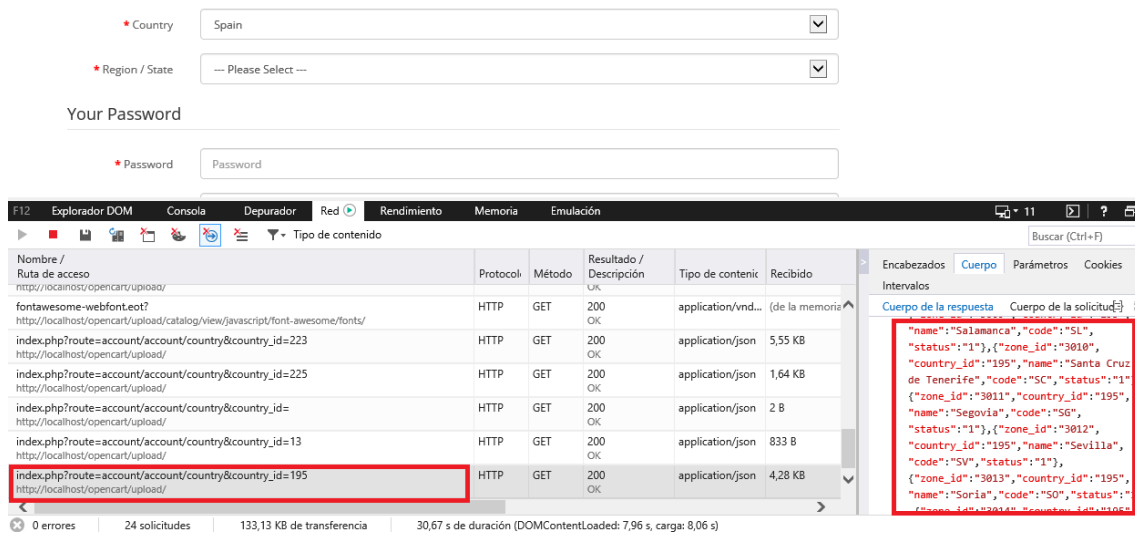 * Country
Spain
* Region / State
--- Please Select ---
Your Password
* Password
Password
F12 Explorador DOM Consola Depurador Red Rendimiento Memoria Emulación 11 ?
Tipo de contenido
Buscar (Ctrl+F)
Nombre /
Ruta de acceso
Protocolo
Método
Resultado /
Descripción
Tipo de contenic
Recibido
http://localhost/opencart/upload/
OK
fontawesome-webfont.eot? HTTP GET 200 application/vnd... (de la memoria
http://localhost/opencart/upload/catalog/view/javascript/font-awesome/fonts/ OK
index.php?route=account/account/country&country_id=223 HTTP GET 200 application/json 5,55 KB
http://localhost/opencart/upload/ OK
index.php?route=account/account/country&country_id=225 HTTP GET 200 application/json 1,64 KB
http://localhost/opencart/upload/ OK
index.php?route=account/account/country&country_id= HTTP GET 200 application/json 2 B
http://localhost/opencart/upload/ OK
index.php?route=account/account/country&country_id=13 HTTP GET 200 application/json 833 B
http://localhost/opencart/upload/ OK
index.php?route=account/account/country&country_id=195 HTTP GET 200 application/json 4,28 KB
http://localhost/opencart/upload/ OK
Encabezados Cuerpo Parámetros Cookies
Intervalos
Cuerpo de la respuesta Cuerpo de la solicitud
"name":"Salamanca","code":"SL",
"status":"1"},{"zone_id":"3010",
"country_id":"195","name":"Santa Cruz
de Tenerife","code":"SC","status":"1"
{"zone_id":"3011","country_id":"195",
"name":"Segovia","code":"SG",
"status":"1"},{"zone_id":"3012",
"country_id":"195","name":"Sevilla",
"code":"SV","status":"1"},
{"zone_id":"3013","country_id":"195",
"name":"Soria","code":"SO","status":"
{"zone_id":"3014","country_id":"195"
0 errores 24 solicitudes 133,13 KB de transferencia 30,67 s de duración (DOMContentLoaded: 7,96 s, carga: 8,06 s)